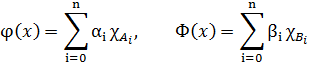 φ(x) = ∑_{i=0}^{n} α_i χ_{A_i},   Φ(x) = ∑_{i=0}^{n} β_i χ_{B_i}